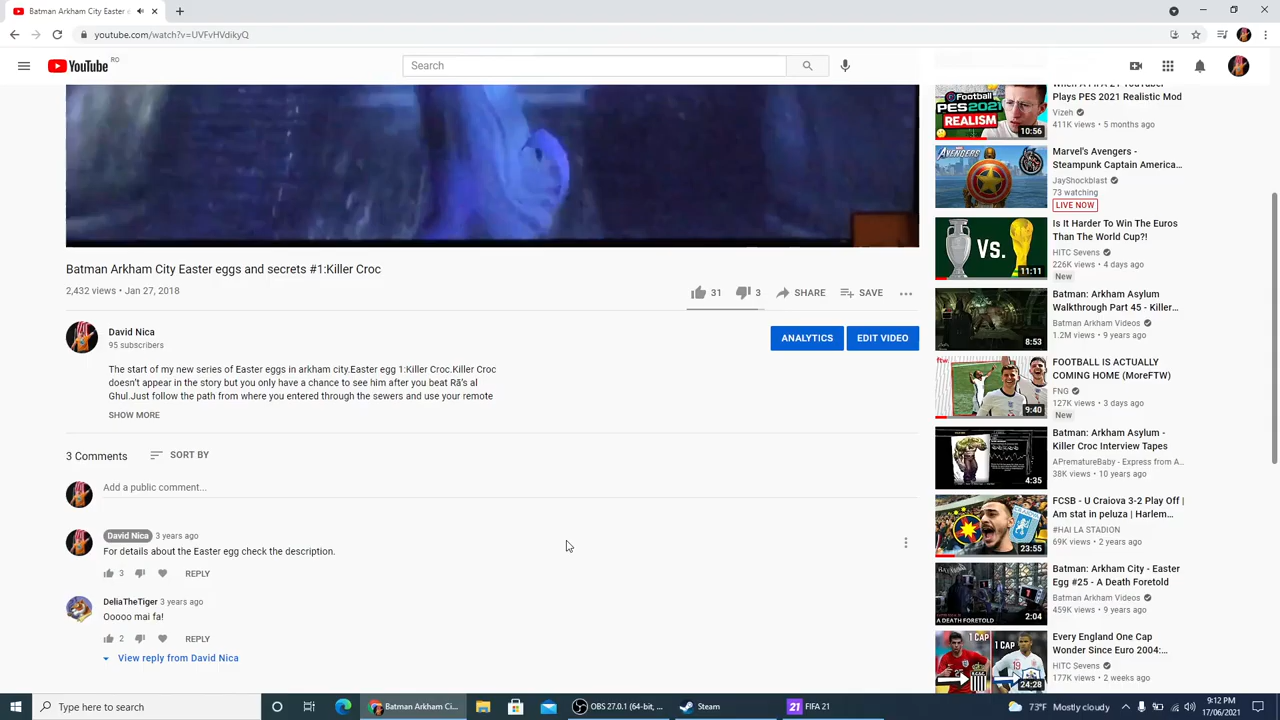 Batman Arkham City Easter e
youtube.com/watch?v=UVFvHVdikyQ
YouTube RO
Search
Batman Arkham City Easter eggs and secrets #1:Killer Croc
2,432 views • Jan 27, 2018
31
3
SHARE
SAVE
David Nica
95 subscribers
ANALYTICS
EDIT VIDEO
The start of my new series of Easter eggs in arkham city.Easter egg 1:Killer Croc.Killer Croc
doesn't appear in the story but you only have a chance to see him after you beat Rã's al
Ghul.Just follow the path from where you entered through the sewers and use your remote
SHOW MORE
3 Comments
SORT BY
Add a public comment...
David Nica 3 years ago
For details about the Easter egg check the description.
3
REPLY
DeliaTheTiger 3 years ago
Ooooo mai fa!
2
REPLY
View reply from David Nica
eFootball
PES2021
REALISM
10:56
When A FIFA 21 YouTuber
Plays PES 2021 Realistic Mod
Vizeh
411K views • 5 months ago
AVENGERS
Marvel's Avengers -
Steampunk Captain America...
JayShockblast
73 watching
LIVE NOW
VS.
11:11
Is It Harder To Win The Euros
Than The World Cup?!
HITC Sevens
226K views • 4 days ago
New
8:53
Batman: Arkham Asylum
Walkthrough Part 45 - Killer...
Batman Arkham Videos
1.2M views • 9 years ago
ftw
9:40
FOOTBALL IS ACTUALLY
COMING HOME (MoreFTW)
FNG
127K views • 3 days ago
New
4:35
Batman: Arkham Asylum -
Killer Croc Interview Tapes
APrematureBaby - Express from A...
38K views • 10 years ago
23:55
FCSB - U Craiova 3-2 Play Off |
Am stat in peluza | Harlem...
#HAI LA STADION
69K views • 2 years ago
A DEATH FORETOLD
2:04
Batman: Arkham City - Easter
Egg #25 - A Death Foretold
Batman Arkham Videos
459K views • 9 years ago
1 CAP
1 CAP
24:28
Every England One Cap
Wonder Since Euro 2004:...
HITC Sevens
177K views • 2 weeks ago
Type here to search
Batman Arkham Ci...
OBS 27.0.1 (64-bit, ...
Steam
21
FIFA 21
73°F Mostly cloudy
9:12 PM
17/06/2021